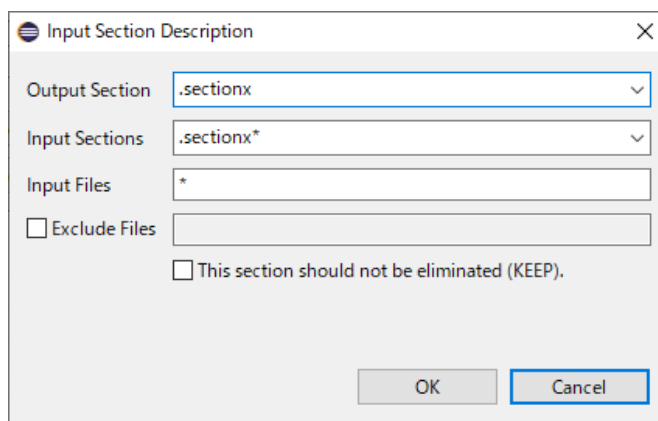 Input Section Description
Output Section .sectionx
Input Sections .sectionx*
Input Files *
Exclude Files
This section should not be eliminated (KEEP).
OK Cancel